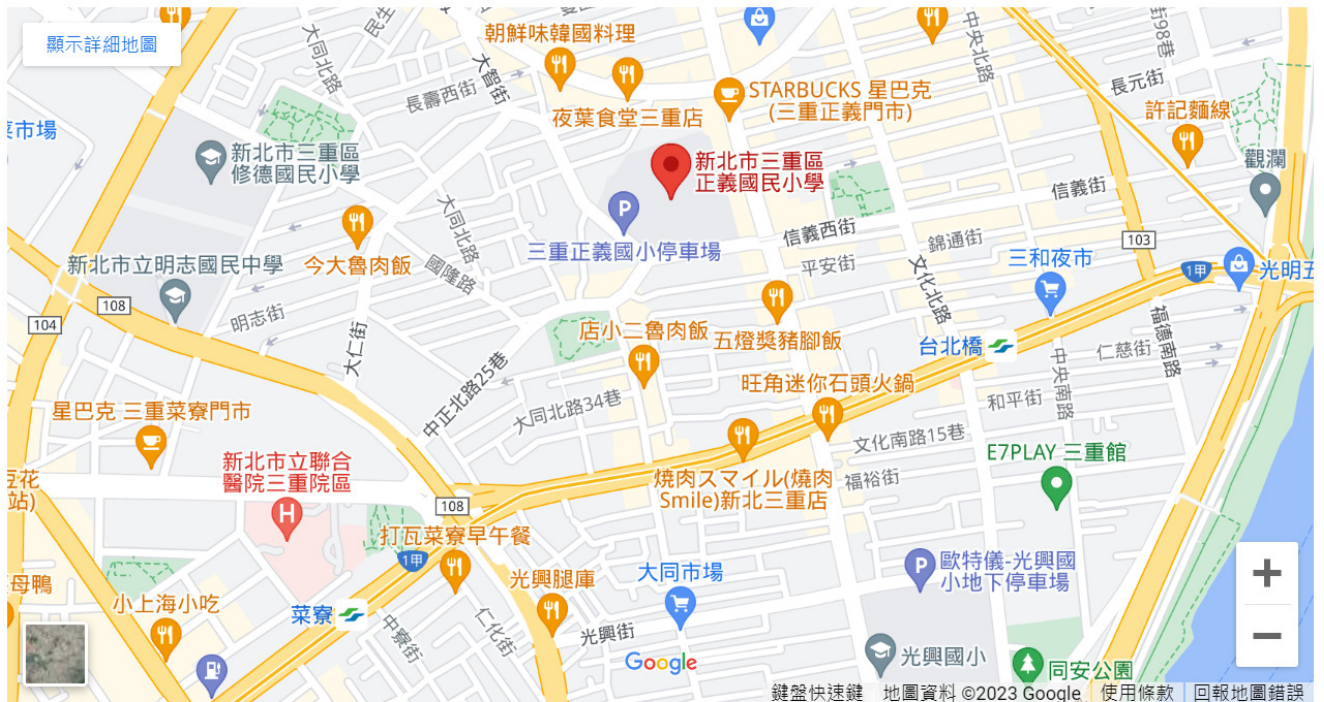 顯示詳細地圖
民生
大同北路
長壽西街
大智街
朝鮮味韓國料理
夜葉食堂三重店
STARBUCKS 星巴克
(三重正義門市)
中央北路
街98巷
長元街
許記麵線
觀瀾
信義街
菜市場
新北市三重區
修德國民小學
新北市三重區
正義國民小學
P
三重正義國小停車場
大同北路
今大魯肉飯
新北市立明志國民中學
國隆路
信義西街
平安街
錦通街
文化北路
三和夜市
103
1甲
光明五
108
104
明志街
大仁街
店小二魯肉飯
五燈獎豬腳飯
台北橋
中央南路
仁慈街
福德南路
和平街
旺角迷你石頭火鍋
中正北路25巷
大同北路34巷
星巴克 三重菜寮門市
文化南路15巷
E7PLAY 三重館
豆花
站)
新北市立聯合
醫院三重院區
H
108
燒肉スマイル(燒肉
Smile)新北三重店
福裕街
1甲
打瓦菜寮早午餐
大同市場
P
歐特儀-光興國
小地下停車場
母鴨
小上海小吃
菜寮
中寮街
仁化街
光興腿庫
光興街
光興國小
同安公園
+
−
Google
鍵盤快速鍵 地圖資料 ©2023 Google 使用條款 回報地圖錯誤